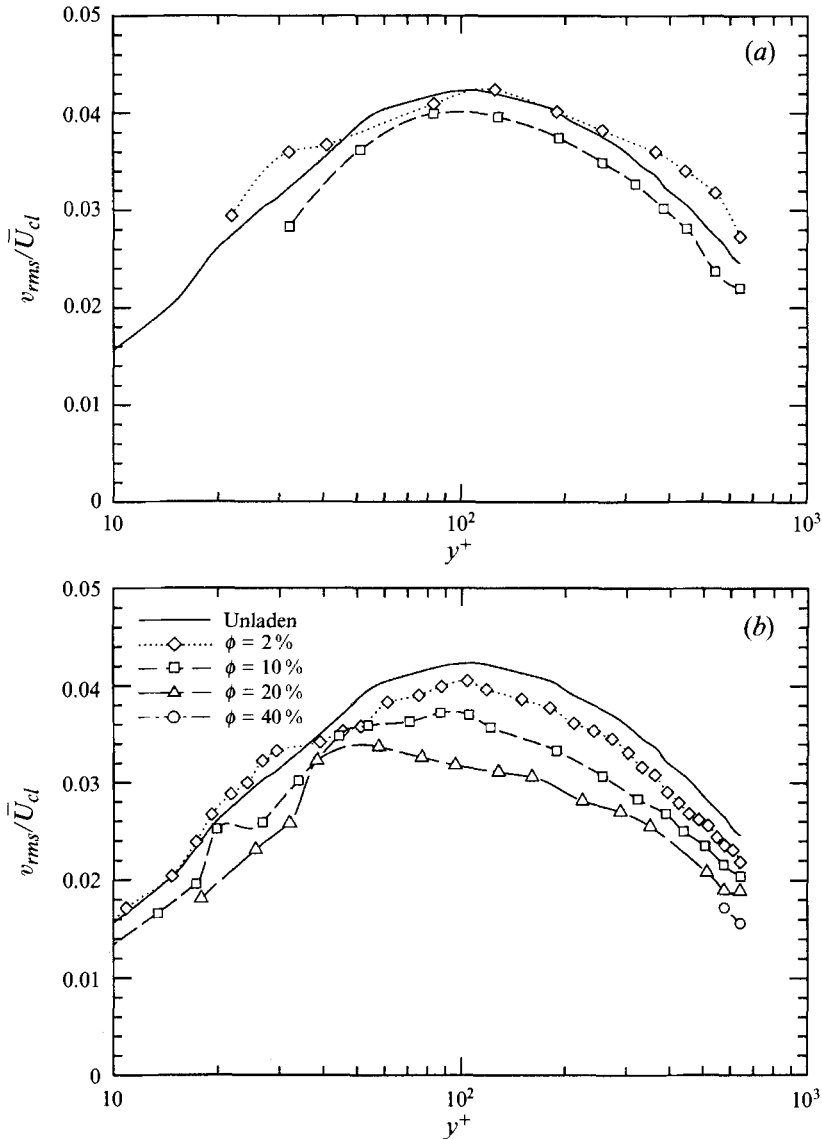 0.05
(a)
0.04
0.03
v_rms/Ū_cl
0.02
0.01
0
10
10²
10³
y⁺
0.05
(b)
Unladen
ϕ = 2 %
0.04
ϕ = 10 %
ϕ = 20 %
ϕ = 40 %
0.03
v_rms/Ū_cl
0.02
0.01
0
10
10²
10³
y⁺